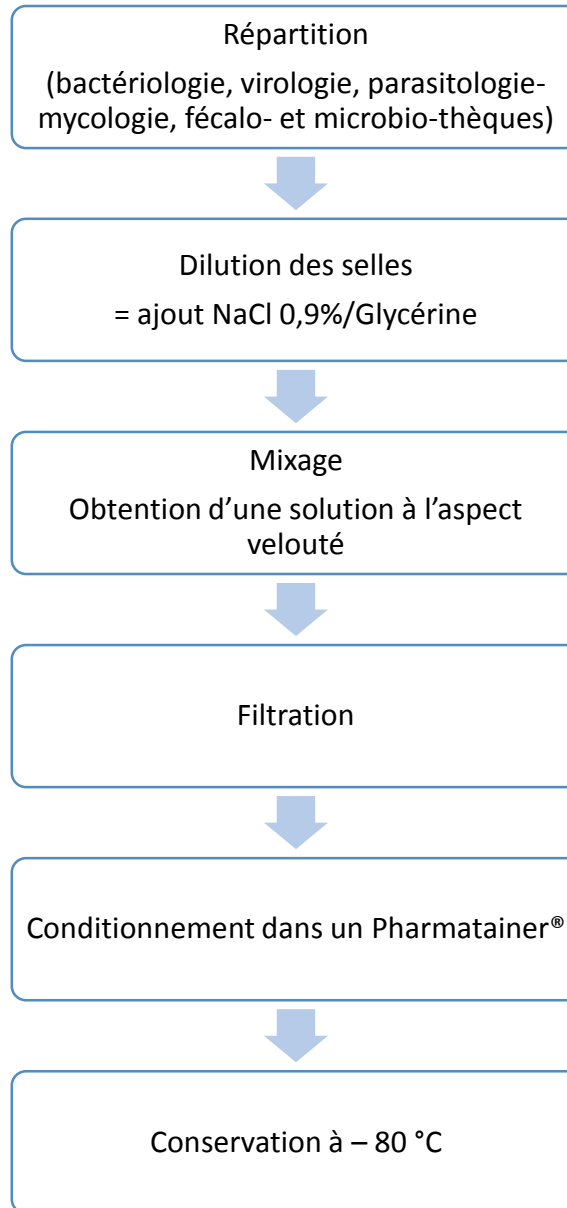 Répartition
(bactériologie, virologie, parasitologie-
mycologie, fécalo- et microbio-thèques)
Dilution des selles
= ajout NaCl 0,9%/Glycérine
Mixage
Obtention d’une solution à l’aspect
velouté
Filtration
Conditionnement dans un Pharmatainer®
Conservation à – 80 °C